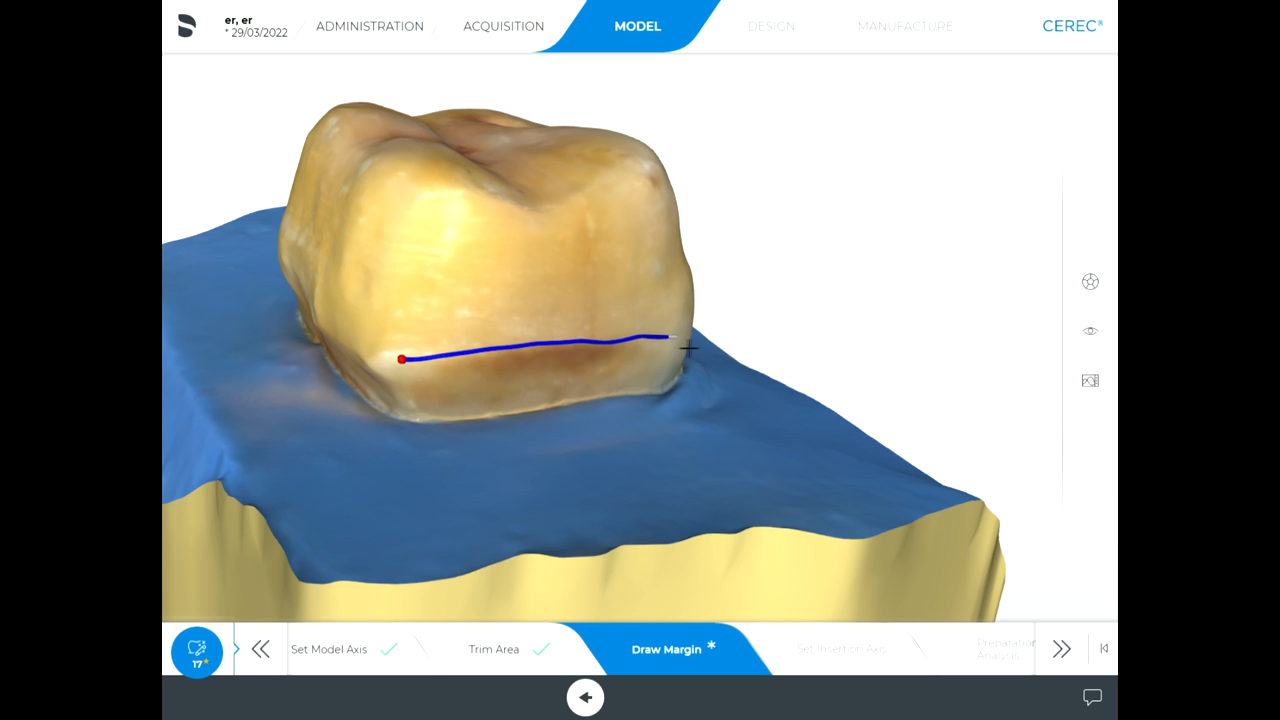 er, er
* 29/03/2022
ADMINISTRATION
ACQUISITION
MODEL
DESIGN
MANUFACTURE
CEREC®
17*
Set Model Axis
Trim Area
Draw Margin *
Set Insertion Axis
Preparation
Analysis